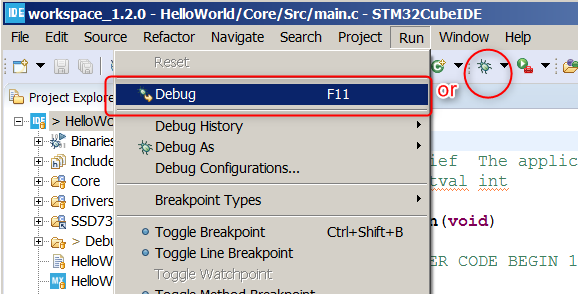 IDE workspace_1.2.0 - HelloWorld/Core/Src/main.c - STM32CubeIDE
File Edit Source Refactor Navigate Search Project Run Window Help
Reset
Project Explore
Debug F11
or
> HelloWo
Debug History
Binaries
Debug As
Include
Debug Configurations...
ief The applic
Core
tval int
Drivers
Breakpoint Types
SSD73
n(void)
> Debu
Toggle Breakpoint Ctrl+Shift+B
HelloW
Toggle Line Breakpoint
ER CODE BEGIN 1
MX HelloW
Toggle Watchpoint
Toggle Method Breakpoint